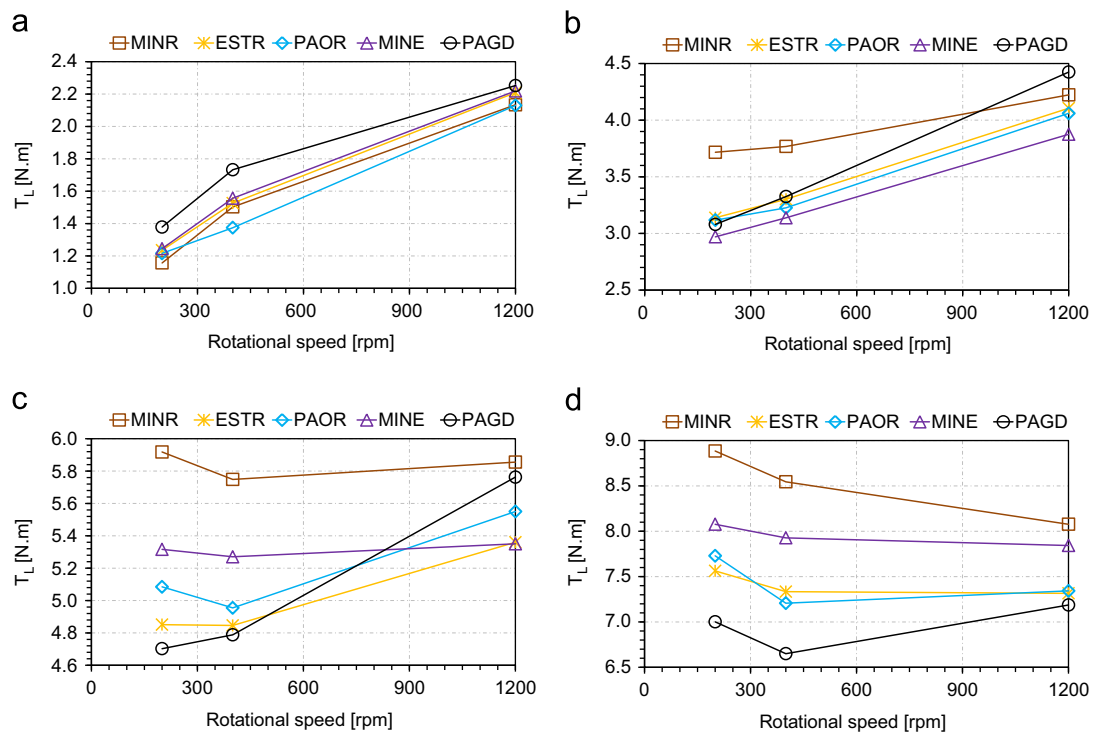 a
MINR ESTR PAOR MINE PAGD
2.4
2.2
2.0
1.8
1.6
1.4
1.2
1.0
0 300 600 900 1200
T_L [N.m]
Rotational speed [rpm]
b
MINR ESTR PAOR MINE PAGD
4.5
4.0
3.5
3.0
2.5
0 300 600 900 1200
T_L [N.m]
Rotational speed [rpm]
c
MINR ESTR PAOR MINE PAGD
6.0
5.8
5.6
5.4
5.2
5.0
4.8
4.6
0 300 600 900 1200
T_L [N.m]
Rotational speed [rpm]
d
MINR ESTR PAOR MINE PAGD
9.0
8.5
8.0
7.5
7.0
6.5
0 300 600 900 1200
T_L [N.m]
Rotational speed [rpm]